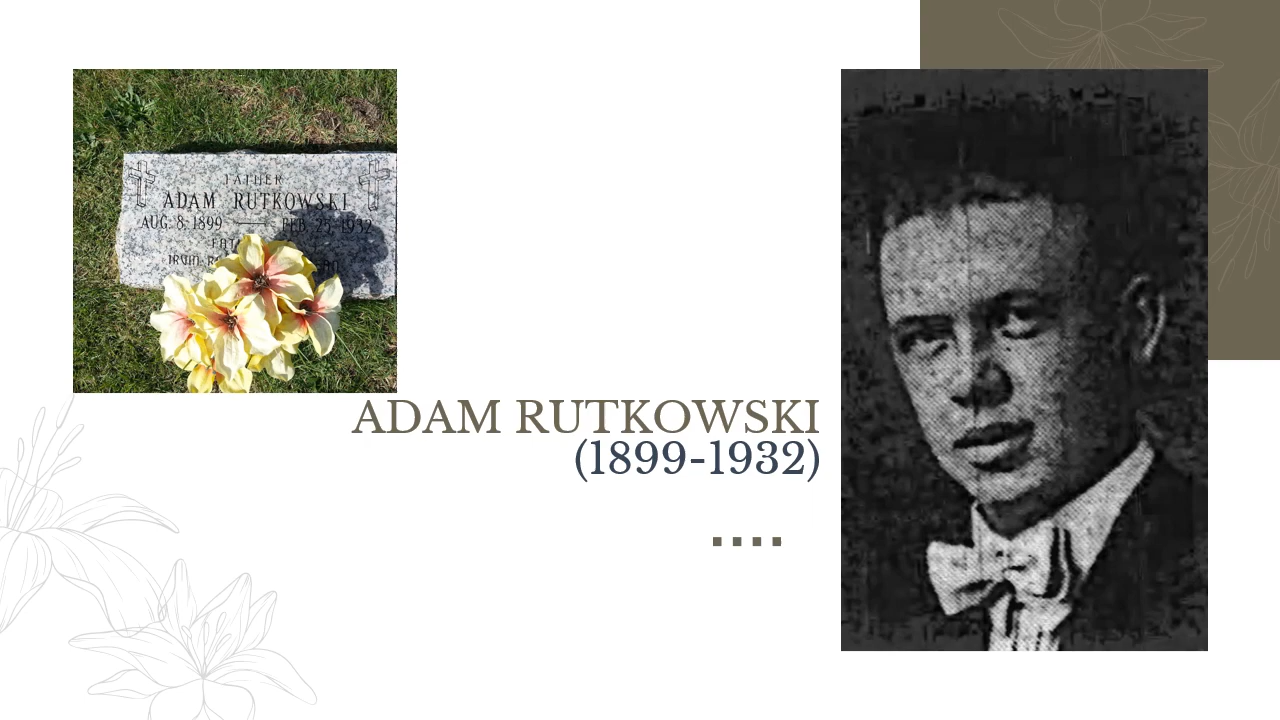 FATHER
ADAM RUTKOWSKI
AUG. 8, 1899 — FEB. 25, 1932
ADAM RUTKOWSKI
(1899-1932)
....